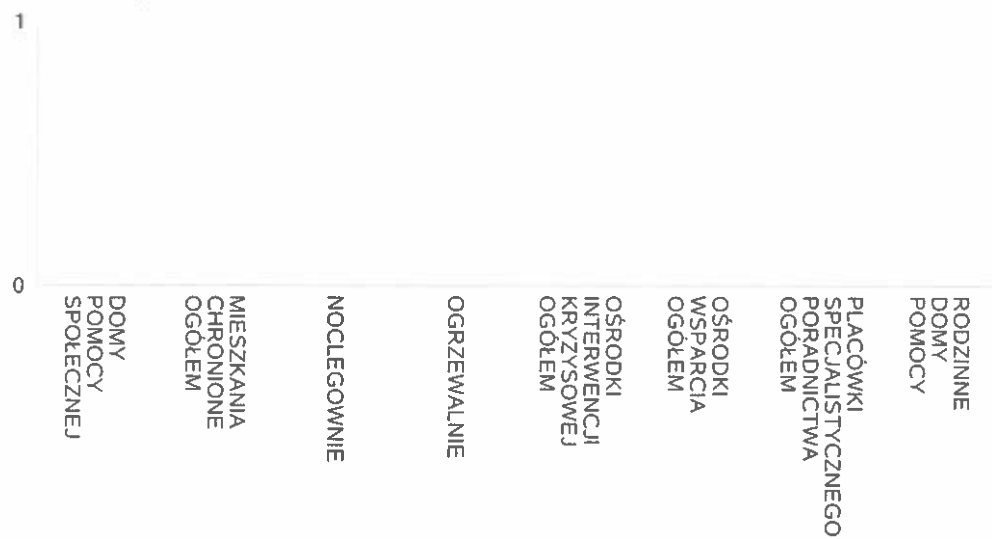 1
0
DOMY
POMOCY
SPOŁECZNEJ
MIESZKANIA
CHRONIONE
OGÓŁEM
NOCLEGOWNIE
OGRZEWALNIE
OŚRODKI
INTERWENCJI
KRYZYSOWEJ
OGÓŁEM
OŚRODKI
WSPARCIA
OGÓŁEM
PLACÓWKI
SPECJALISTYCZNEGO
PORADNICTWA
OGÓŁEM
RODZINNE
DOMY
POMOCY